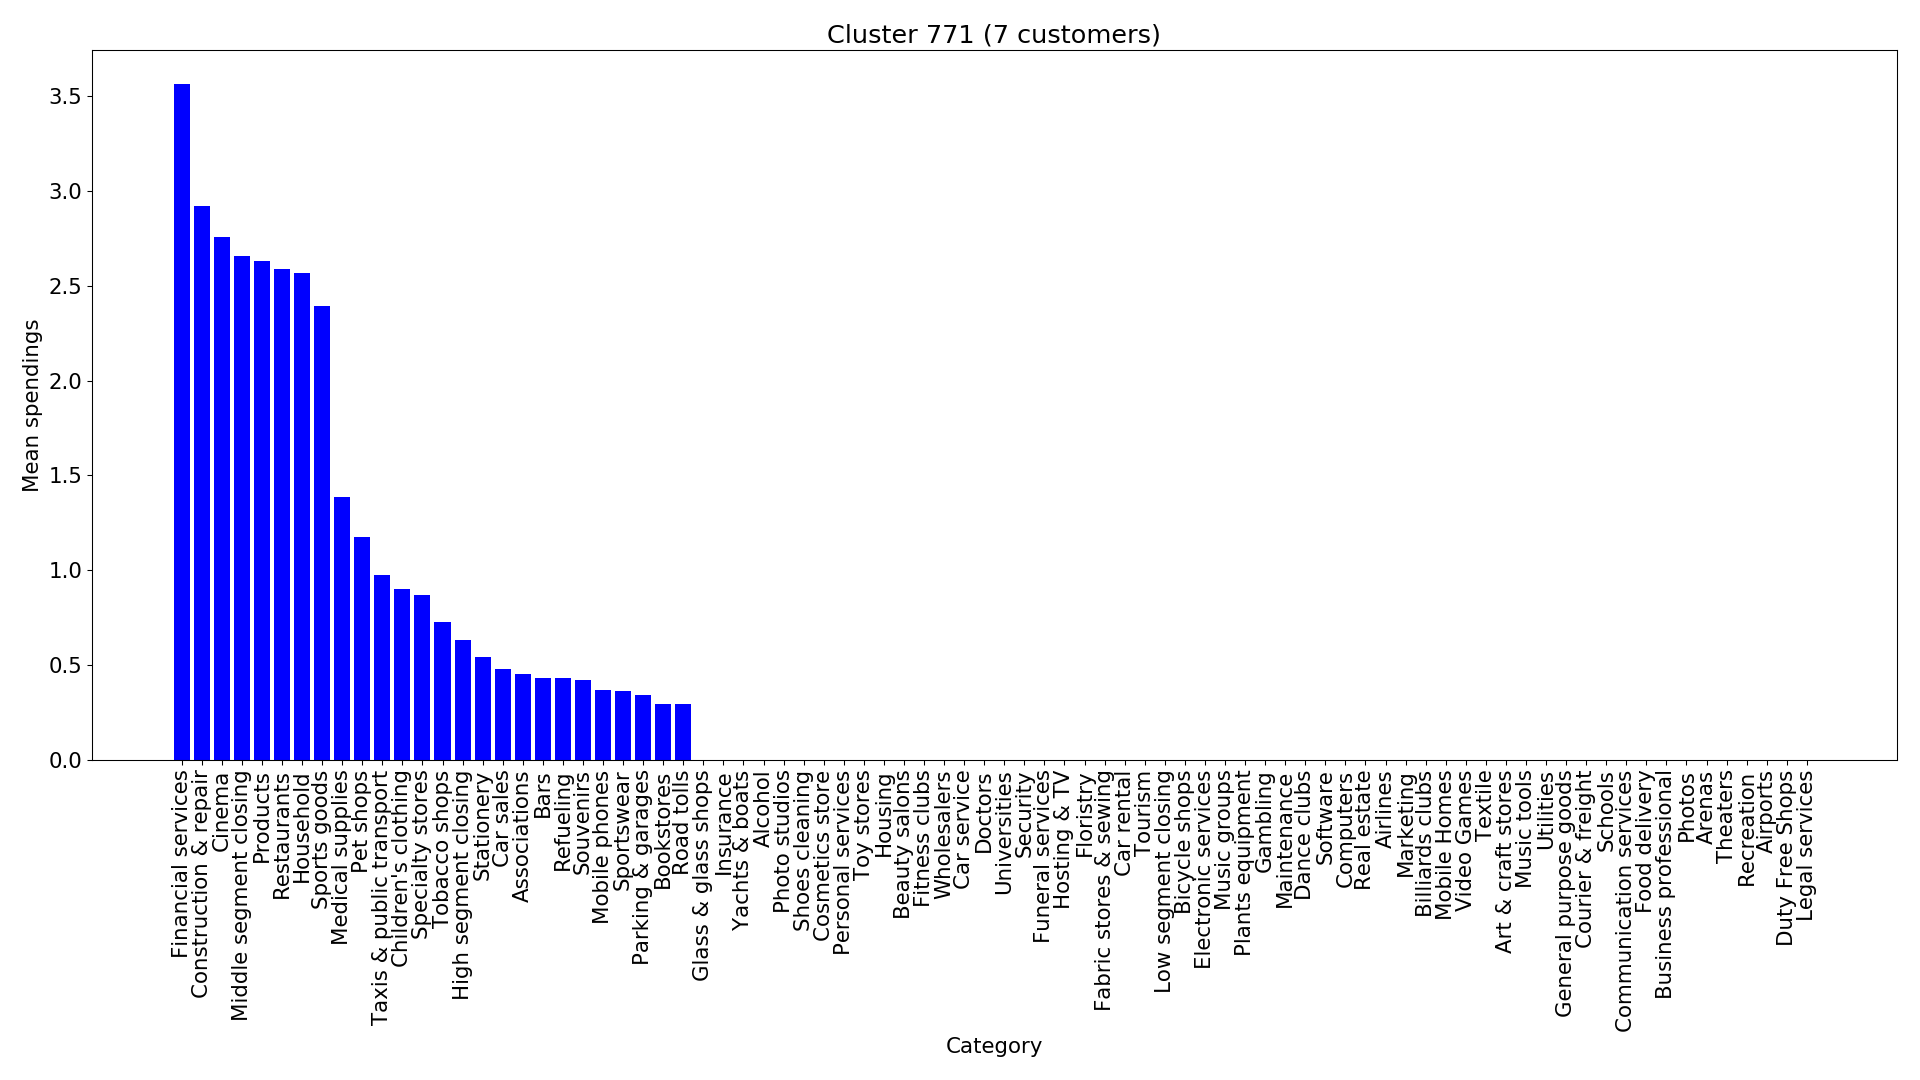 Cluster 771 (7 customers)
Mean spendings
3.5
3.0
2.5
2.0
1.5
1.0
0.5
0.0
Financial services
Construction & repair
Cinema
Middle segment closing
Products
Restaurants
Household
Sports goods
Medical supplies
Pet shops
Taxis & public transport
Children's clothing
Specialty stores
Tobacco shops
High segment closing
Stationery
Car sales
Associations
Bars
Refueling
Souvenirs
Mobile phones
Sportswear
Parking & garages
Bookstores
Road tolls
Glass & glass shops
Insurance
Yachts & boats
Alcohol
Photo studios
Shoes cleaning
Cosmetics store
Personal services
Toy stores
Housing
Beauty salons
Fitness clubs
Wholesalers
Car service
Doctors
Universities
Security
Funeral services
Hosting & TV
Floristry
Fabric stores & sewing
Car rental
Tourism
Low segment closing
Bicycle shops
Electronic services
Music groups
Plants equipment
Gambling
Maintenance
Dance clubs
Software
Computers
Real estate
Airlines
Marketing
Billiards clubs
Mobile Homes
Video Games
Textile
Art & craft stores
Music tools
Utilities
General purpose goods
Courier & freight
Schools
Communication services
Food delivery
Business professional
Photos
Arenas
Theaters
Recreation
Airports
Duty Free Shops
Legal services
Category